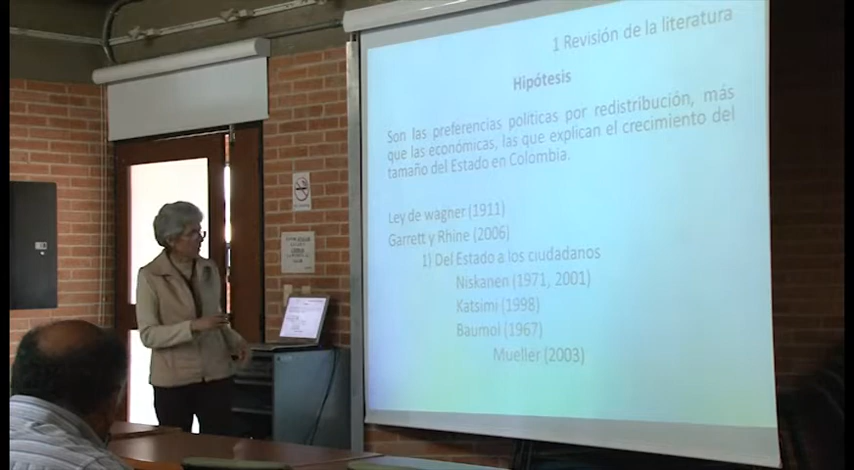 1 Revisión de la literatura
Hipótesis
Son las preferencias políticas por redistribución, más
que las económicas, las que explican el crecimiento del
tamaño del Estado en Colombia.
Ley de wagner (1911)
Garrett y Rhine (2006)
1) Del Estado a los ciudadanos
Niskanen (1971, 2001)
Katsimi (1998)
Baumol (1967)
Mueller (2003)